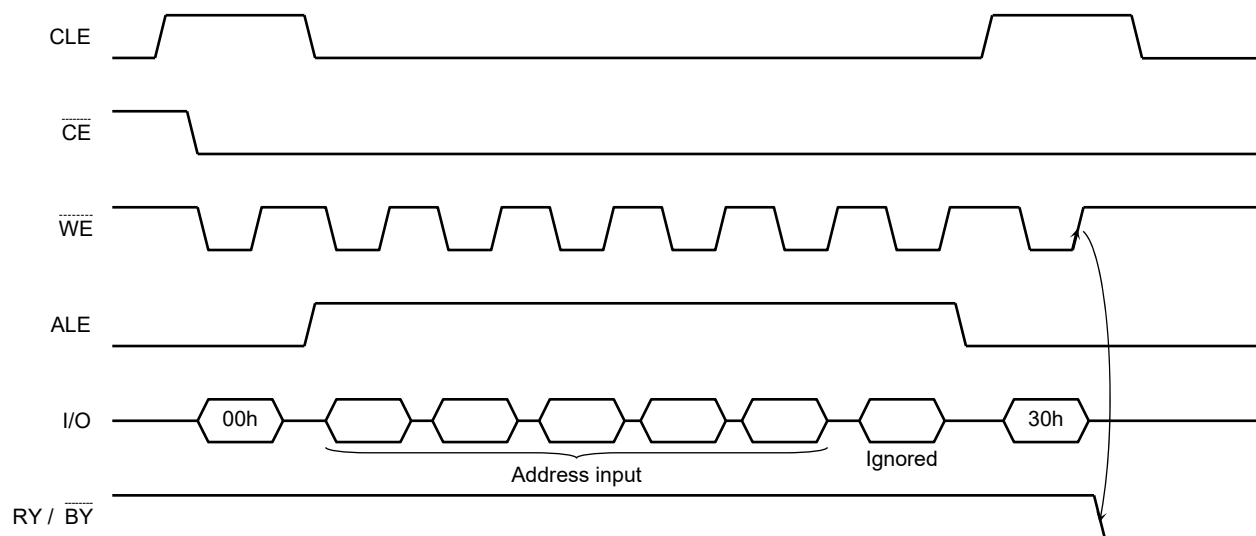 CLE
CE
WE
ALE
I/O
00h
30h
Address input
Ignored
RY / BY